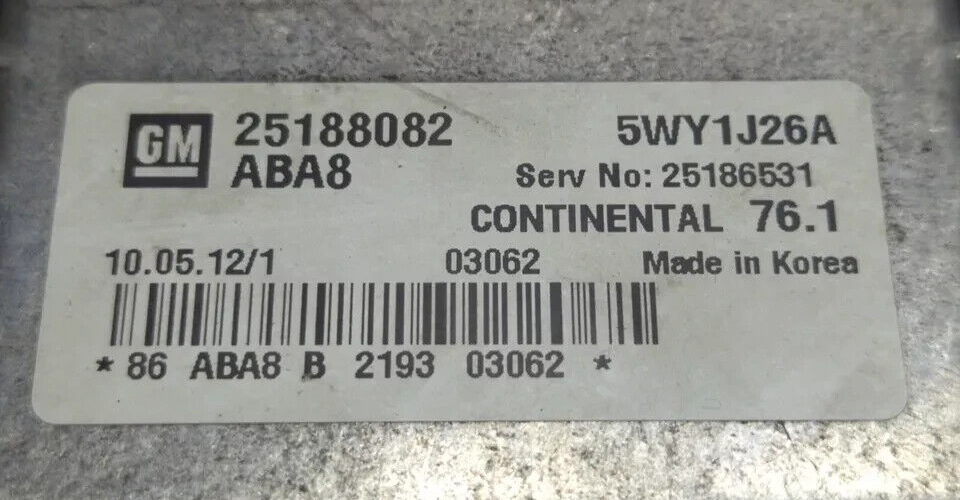 GM 25188082 5WY1J26A
ABA8 Serv No: 25186531
CONTINENTAL 76.1
10.05.12/1 03062 Made in Korea
* 86 ABA8 B 2193 03062 *